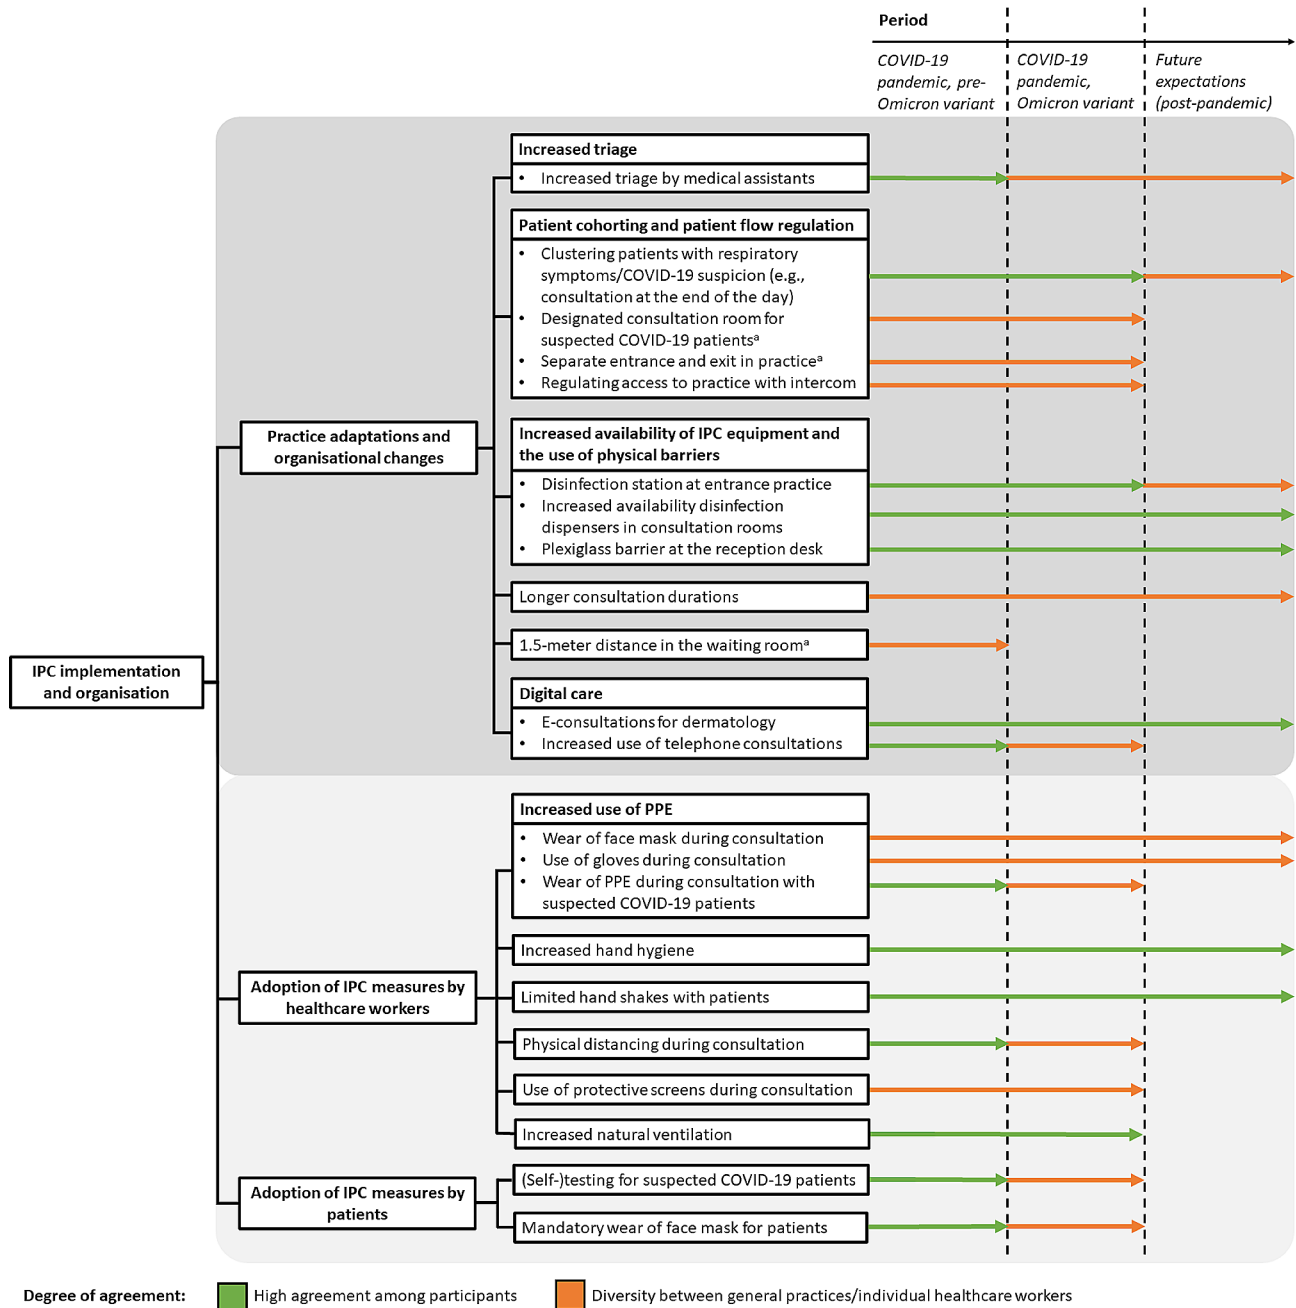 Period
COVID-19
pandemic, pre-
Omicron variant
COVID-19
pandemic,
Omicron variant
Future
expectations
(post-pandemic)
IPC implementation
and organisation
Practice adaptations and
organisational changes
Increased triage
• Increased triage by medical assistants
Patient cohorting and patient flow regulation
• Clustering patients with respiratory
symptoms/COVID-19 suspicion (e.g.,
consultation at the end of the day)
• Designated consultation room for
suspected COVID-19 patientsᵃ
• Separate entrance and exit in practiceᵃ
• Regulating access to practice with intercom
Increased availability of IPC equipment and
the use of physical barriers
• Disinfection station at entrance practice
• Increased availability disinfection
dispensers in consultation rooms
• Plexiglass barrier at the reception desk
Longer consultation durations
1.5-meter distance in the waiting roomᵃ
Digital care
• E-consultations for dermatology
• Increased use of telephone consultations
Adoption of IPC measures by
healthcare workers
Increased use of PPE
• Wear of face mask during consultation
• Use of gloves during consultation
• Wear of PPE during consultation with
suspected COVID-19 patients
Increased hand hygiene
Limited hand shakes with patients
Physical distancing during consultation
Use of protective screens during consultation
Increased natural ventilation
Adoption of IPC measures by
patients
(Self-)testing for suspected COVID-19 patients
Mandatory wear of face mask for patients
Degree of agreement:
High agreement among participants
Diversity between general practices/individual healthcare workers